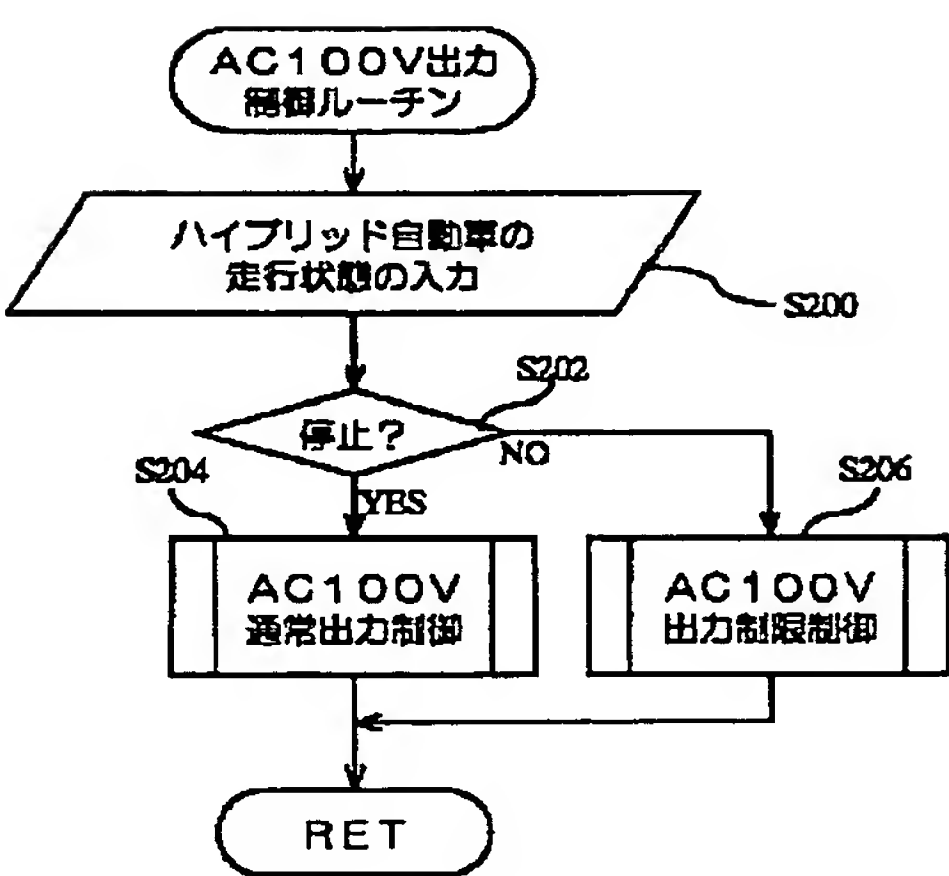 AC100V出力
制御ルーチン
ハイブリッド自動車の
走行状態の入力
S200
S202
停止?
NO
S204
YES
S206
AC100V
通常出力制御
AC100V
出力制限制御
RET